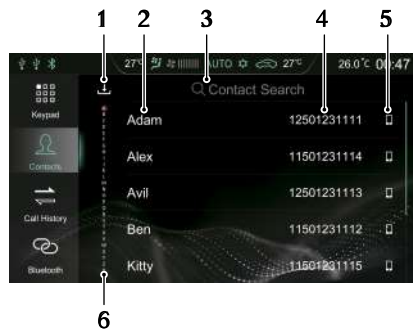 1 2 3 4 5
27°C AUTO 27°C 26.0°C 00:47
Contact Search
Keypad
Adam 12501231111
Contacts
Alex 11501231114
Avil 12501231113
Call History
Ben 11501231112
Bluetooth
Kitty 11501231115
6